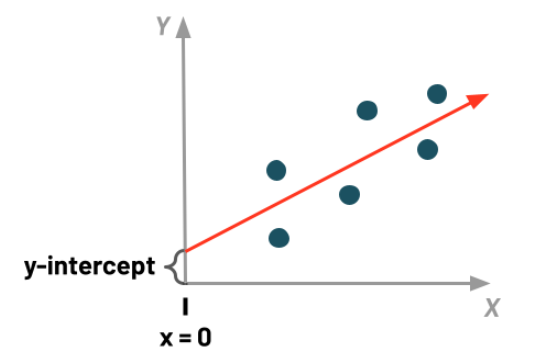 Y
y-intercept
X
x = 0